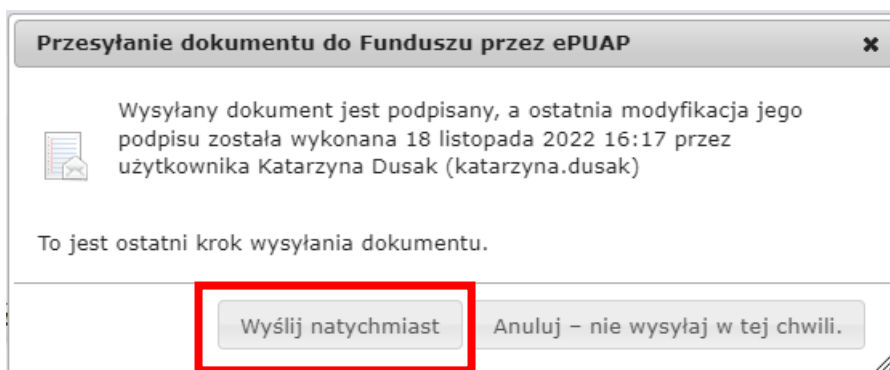 Przesyłanie dokumentu do Funduszu przez ePUAP
Wysyłany dokument jest podpisany, a ostatnia modyfikacja jego
podpisu została wykonana 18 listopada 2022 16:17 przez
użytkownika Katarzyna Dusak (katarzyna.dusak)
To jest ostatni krok wysyłania dokumentu.
Wyślij natychmiast Anuluj – nie wysyłaj w tej chwili.